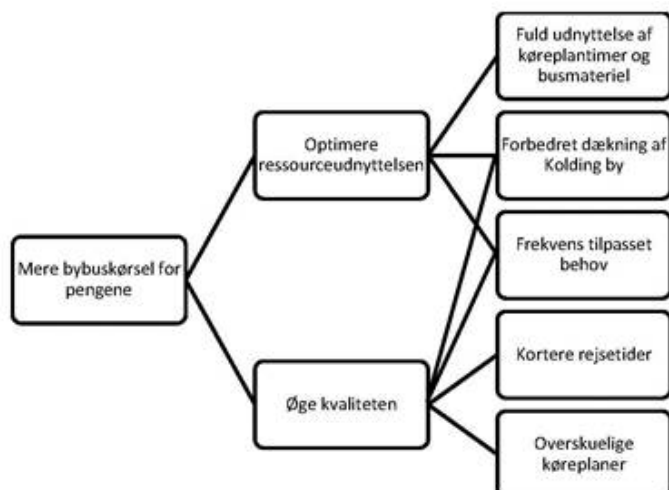 Mere bybuskørsel for
pengene
Optimere
ressourceudnyttelsen
Øge kvaliteten
Fuld udnyttelse af
køreplantimer og
busmateriel
Forbedret dækning af
Kolding by
Frekvens tilpasset
behov
Kortere rejsetider
Overskuelige
køreplaner